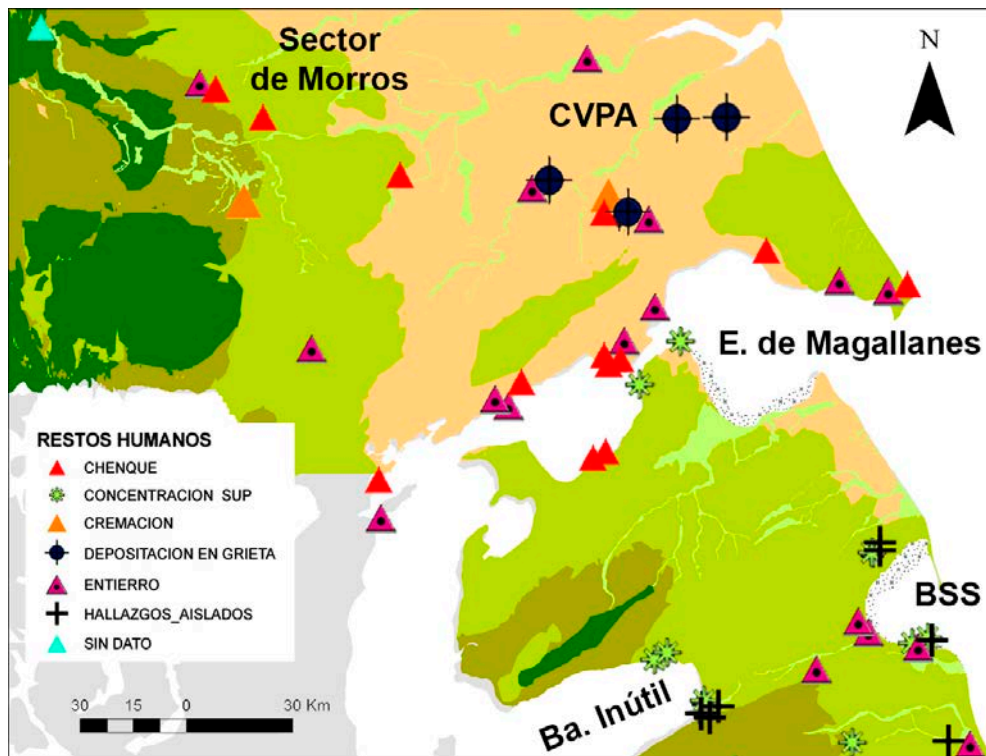 Sector
de Morros
N
CVPA
E. de Magallanes
RESTOS HUMANOS
CHENQUE
CONCENTRACION SUP
CREMACION
DEPOSITACION EN GRIETA
ENTIERRO
HALLAZGOS_AISLADOS
SIN DATO
BSS
Ba. Inútil
30 15 0 30 Km